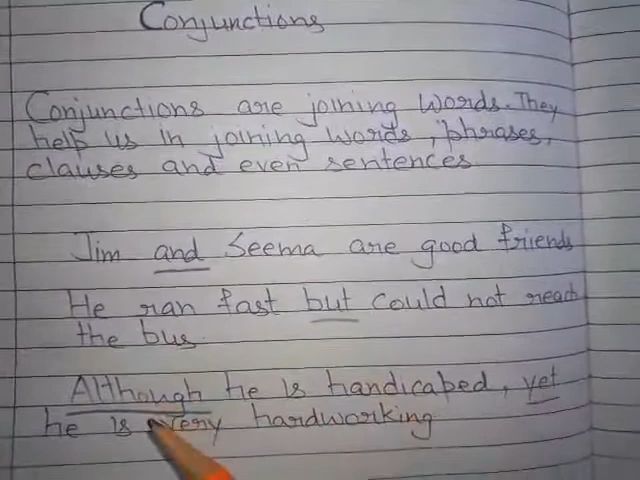 Conjunctions
Conjunctions are joining words. They
help us in joining words, phrases,
clauses and even sentences
Jim and Seema are good friends
He ran fast but could not reach
the bus.
Although he is handicaped, yet
he is very hardworking